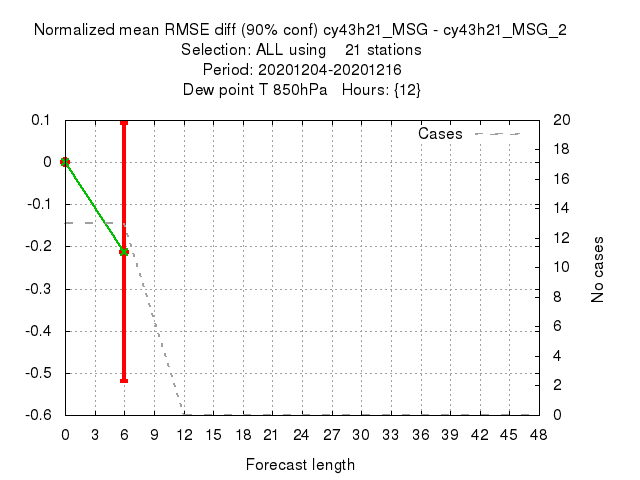 Normalized mean RMSE diff (90% conf) cy43h21_MSG - cy43h21_MSG_2
Selection: ALL using    21 stations
Period: 20201204-20201216
Dew point T 850hPa   Hours: {12}
Cases
0.1
0
-0.1
-0.2
-0.3
-0.4
-0.5
-0.6
20
18
16
14
12
10
8
6
4
2
0
No cases
0 3 6 9 12 15 18 21 24 27 30 33 36 39 42 45 48
Forecast length